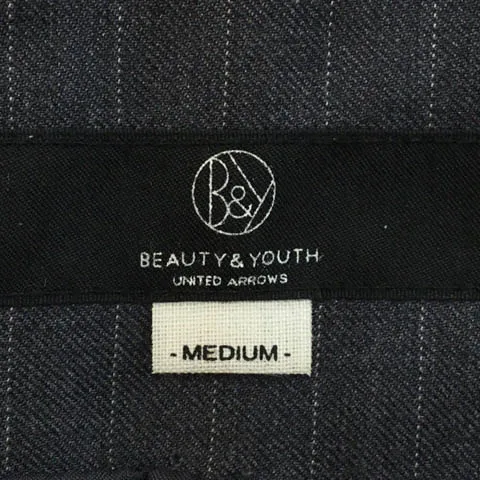 B&Y
BEAUTY & YOUTH
UNITED ARROWS
- MEDIUM -